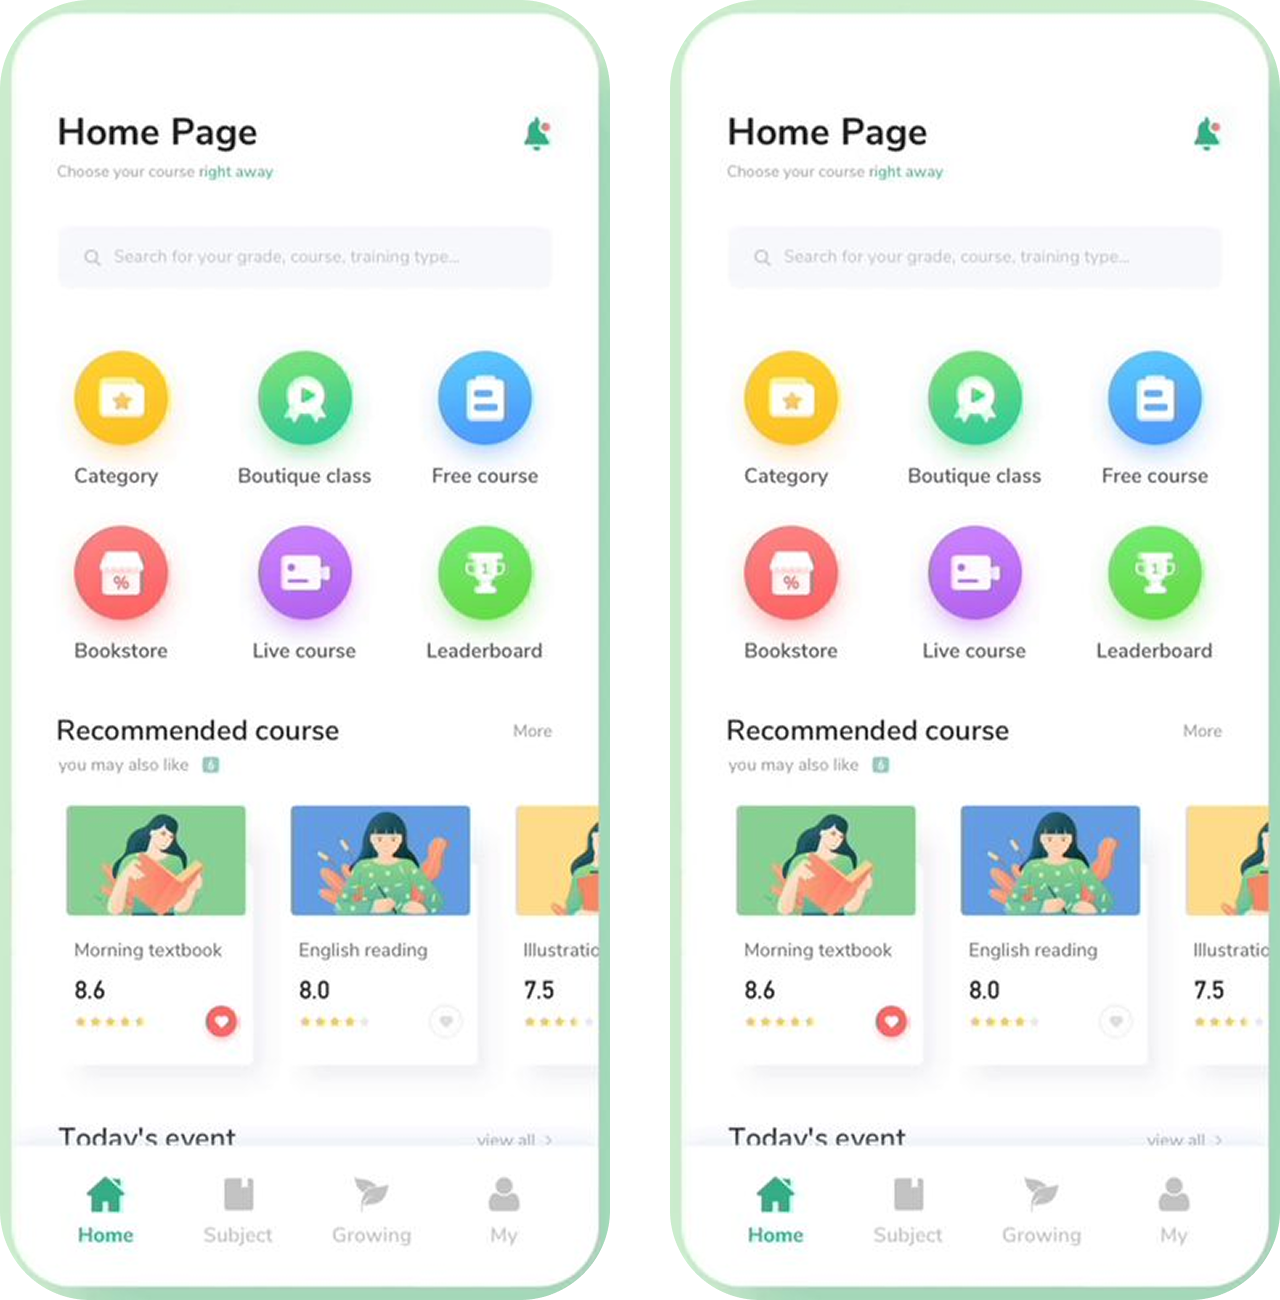 Home Page
Choose your course right away
Search for your grade, course, training type...
Category
Boutique class
Free course
%
1
Bookstore
Live course
Leaderboard
Recommended course
More
you may also like 6
Morning textbook
English reading
Illustratio
8.6
8.0
7.5
Today's event
view all >
Home
Subject
Growing
My
Home Page
Choose your course right away
Search for your grade, course, training type...
Category
Boutique class
Free course
%
1
Bookstore
Live course
Leaderboard
Recommended course
More
you may also like 6
Morning textbook
English reading
Illustratio
8.6
8.0
7.5
Today's event
view all >
Home
Subject
Growing
My